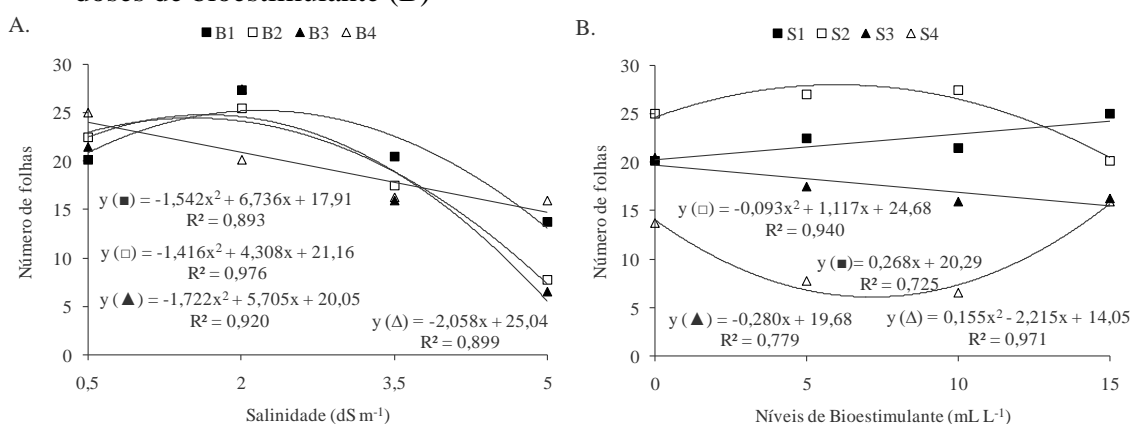 doses de bioestimulante (B)
A.
■ B1 □ B2 ▲ B3 △ B4
Número de folhas
30
25
20
15
10
5
0
y (■) = -1,542x² + 6,736x + 17,91
R² = 0,893
y (□) = -1,416x² + 4,308x + 21,16
R² = 0,976
y (▲) = -1,722x² + 5,705x + 20,05
R² = 0,920
y (Δ) = -2,058x + 25,04
R² = 0,899
0,5 2 3,5 5
Salinidade (dS m⁻¹)
B.
■ S1 □ S2 ▲ S3 △ S4
Número de folhas
30
25
20
15
10
5
0
y (□) = -0,093x² + 1,117x + 24,68
R² = 0,940
y (■)= 0,268x + 20,29
R² = 0,725
y (▲) = -0,280x + 19,68
R² = 0,779
y (Δ) = 0,155x² - 2,215x + 14,05
R² = 0,971
0 5 10 15
Níveis de Bioestimulante (mL L⁻¹)